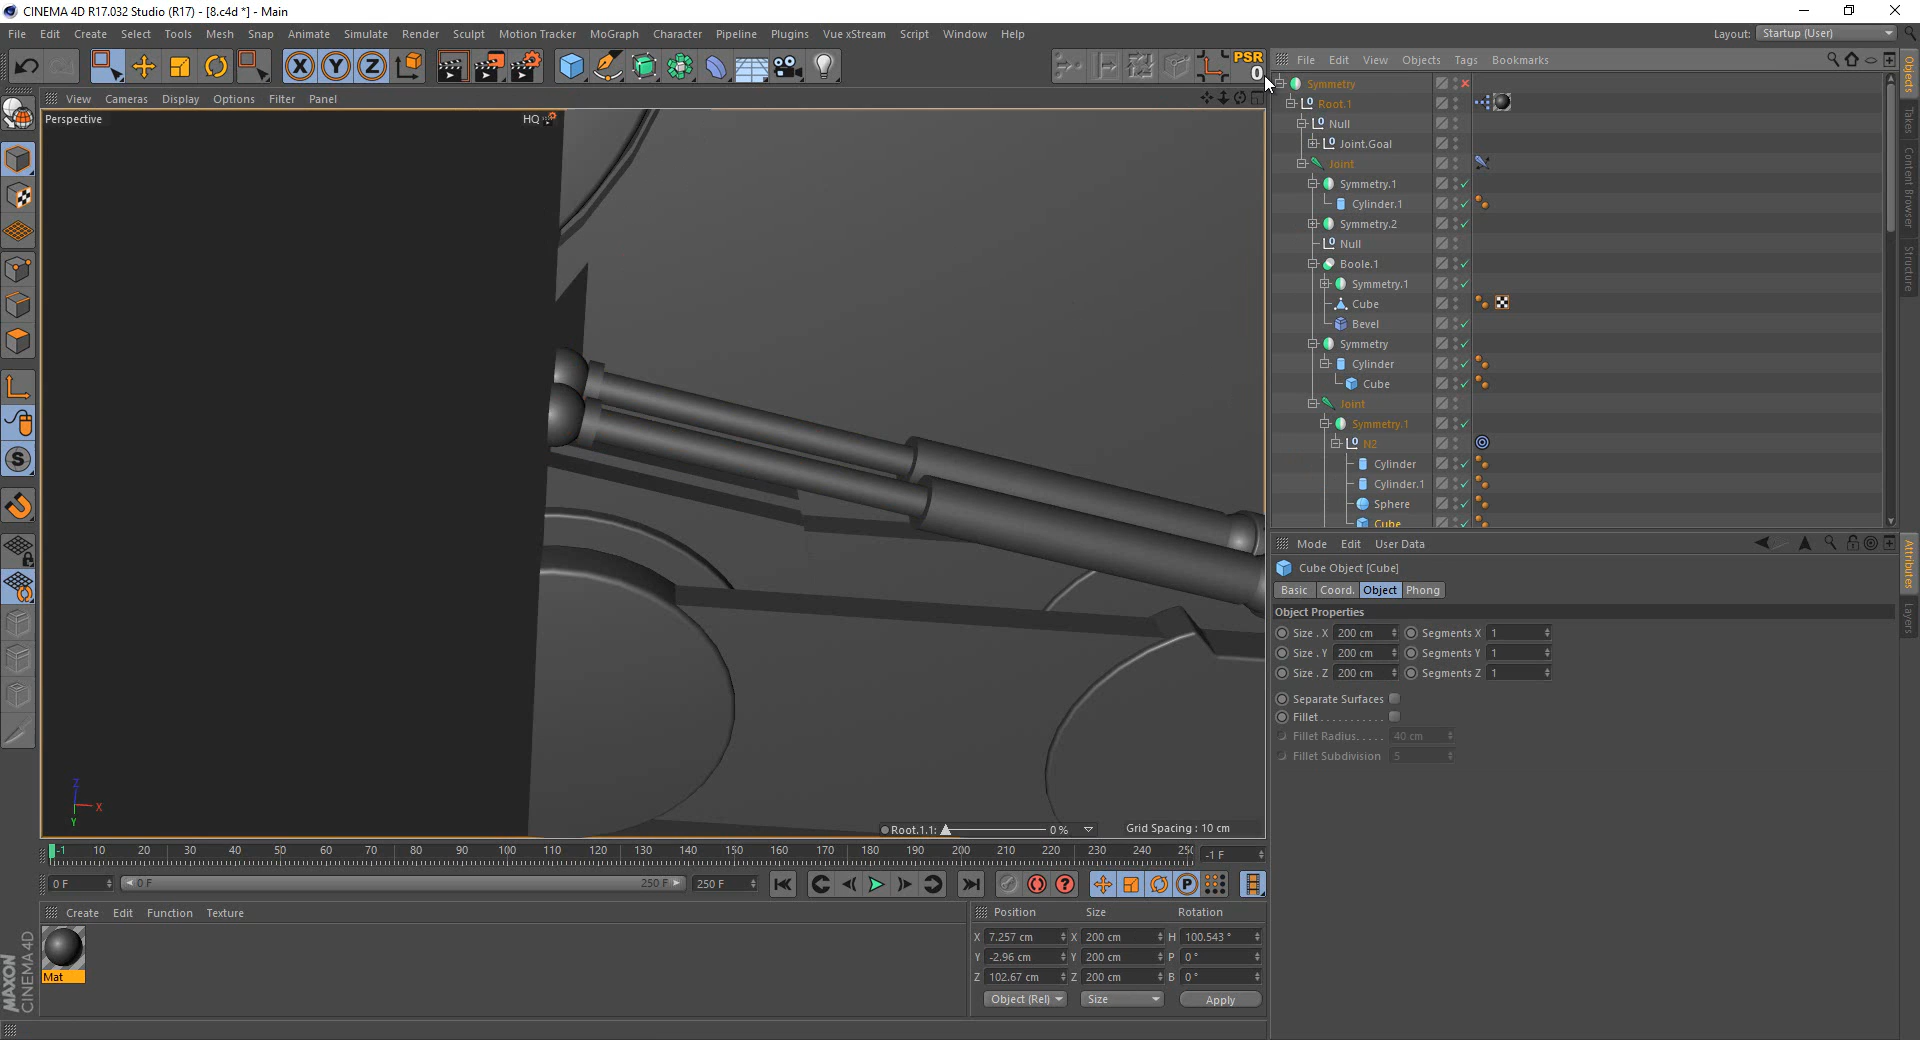 CINEMA 4D R17.032 Studio (R17) - [8.c4d *] - Main
File Edit Create Select Tools Mesh Snap Animate Simulate Render Sculpt Motion Tracker MoGraph Character Pipeline Plugins Vue xStream Script Window Help
Layout: Startup (User)
PSR
0
File Edit View Objects Tags Bookmarks
View Cameras Display Options Filter Panel
Perspective
HQ
Symmetry
Root.1
Null
Joint.Goal
Joint
Symmetry.1
Cylinder.1
Symmetry.2
Null
Boole.1
Symmetry.1
Cube
Bevel
Symmetry
Cylinder
Cube
Joint
Symmetry.1
N2
Cylinder
Cylinder.1
Sphere
Cube
Objects
Takes
Content Browser
Structure
Mode Edit User Data
Cube Object [Cube]
Basic Coord. Object Phong
Object Properties
Size . X 200 cm Segments X 1
Size . Y 200 cm Segments Y 1
Size . Z 200 cm Segments Z 1
Separate Surfaces
Fillet . . . . . . . . . . .
Fillet Radius. . . . . 40 cm
Fillet Subdivision 5
Attributes
Layers
Z
X
Y
Root.1.1: 0 %
Grid Spacing : 10 cm
-1 10 20 30 40 50 60 70 80 90 100 110 120 130 140 150 160 170 180 190 200 210 220 230 240 250
-1 F
0 F 0 F 250 F 250 F
P
Create Edit Function Texture
Mat
MAXON
CINEMA 4D
Position Size Rotation
X 7.257 cm X 200 cm H 100.543 °
Y -2.96 cm Y 200 cm P 0 °
Z 102.67 cm Z 200 cm B 0 °
Object (Rel) Size Apply